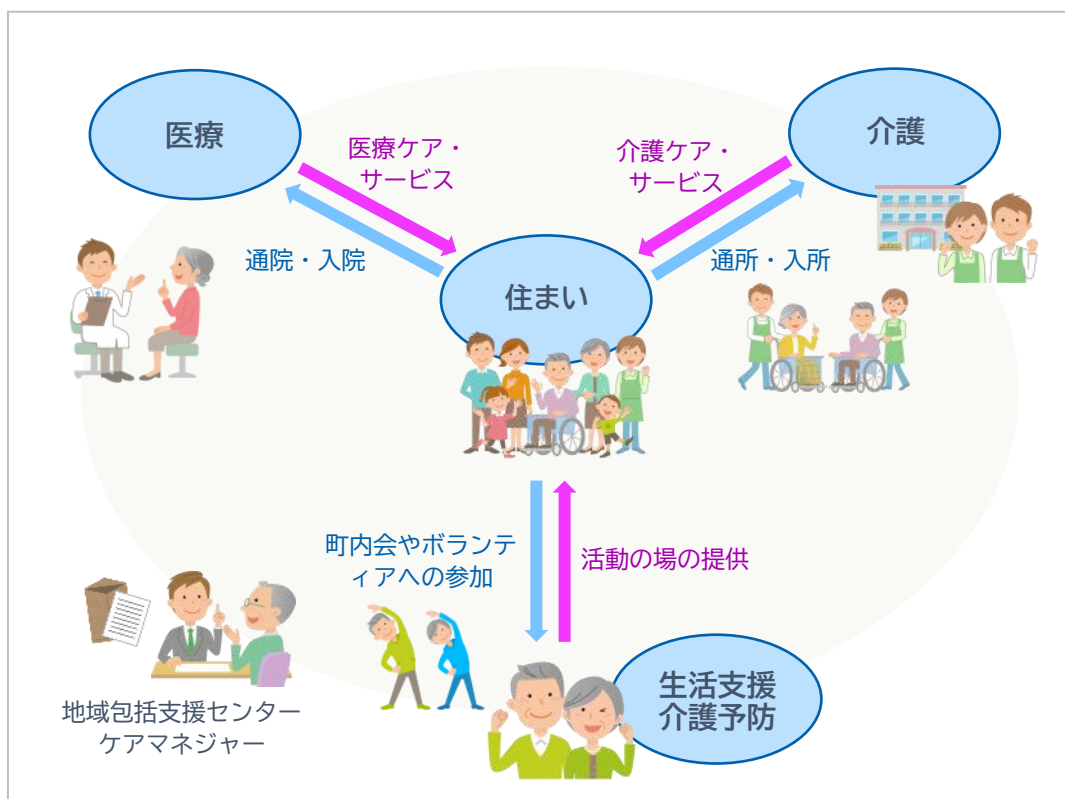 医療
介護
医療ケア・
サービス
介護ケア・
サービス
通院・入院
通所・入所
住まい
町内会やボランテ
ィアへの参加
活動の場の提供
生活支援
介護予防
地域包括支援センター
ケアマネジャー